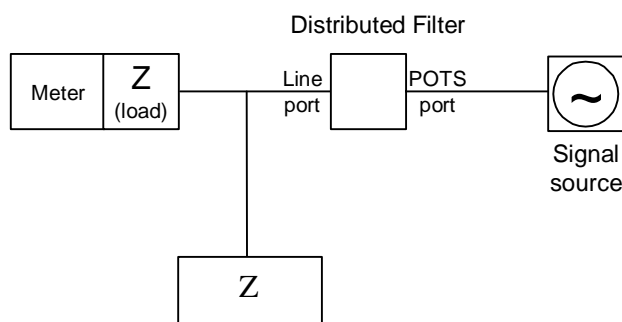 Distributed Filter
Meter
Z
(load)
Line
port
POTS
port
~
Signal
source
Z